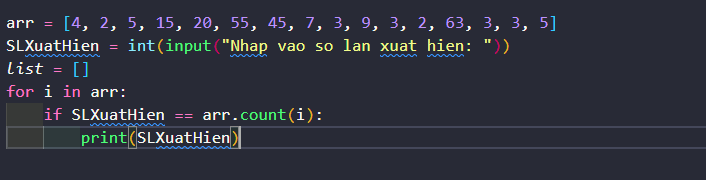 arr = [4, 2, 5, 15, 20, 55, 45, 7, 3, 9, 3, 2, 63, 3, 3, 5]
SLXuatHien = int(input("Nhap vao so lan xuat hien: "))
list = []
for i in arr:
    if SLXuatHien == arr.count(i):
        print(SLXuatHien)